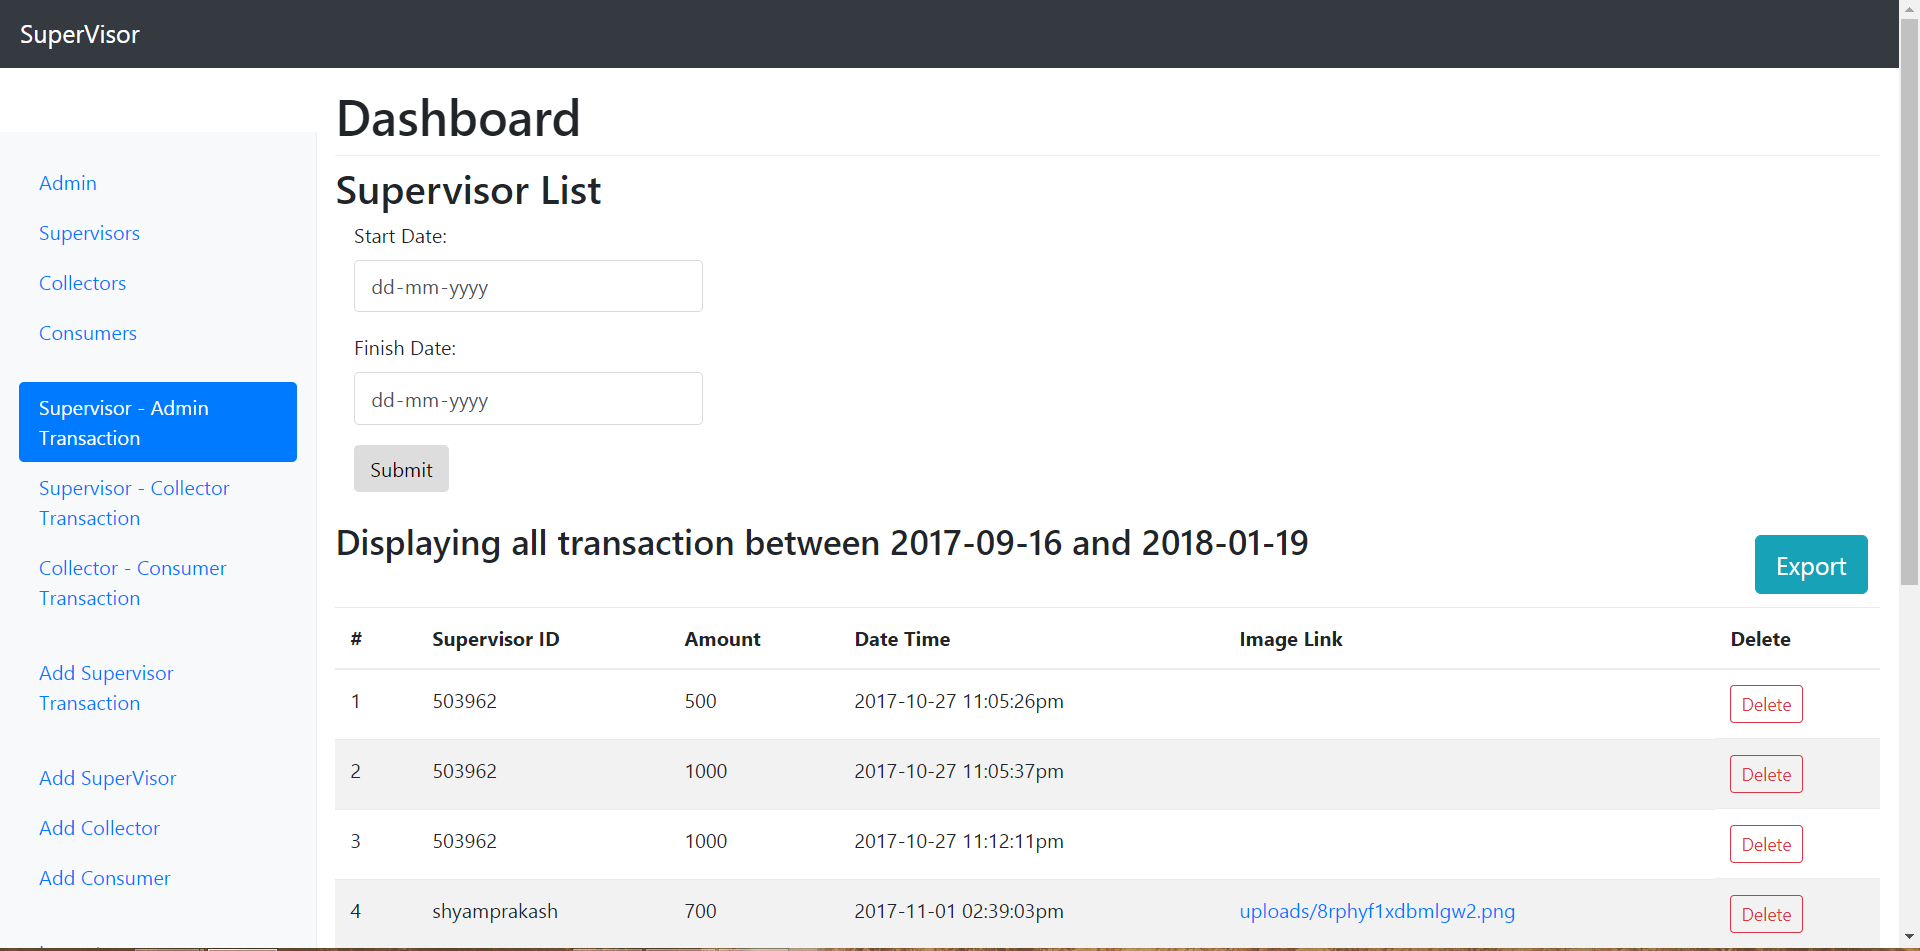 SuperVisor
Admin
Supervisors
Collectors
Consumers
Supervisor - Admin
Transaction
Supervisor - Collector
Transaction
Collector - Consumer
Transaction
Add Supervisor
Transaction
Add SuperVisor
Add Collector
Add Consumer
Dashboard
Supervisor List
Start Date:
dd-mm-yyyy
Finish Date:
dd-mm-yyyy
Submit
Displaying all transaction between 2017-09-16 and 2018-01-19
Export
# Supervisor ID Amount Date Time Image Link Delete
1 503962 500 2017-10-27 11:05:26pm Delete
2 503962 1000 2017-10-27 11:05:37pm Delete
3 503962 1000 2017-10-27 11:12:11pm Delete
4 shyamprakash 700 2017-11-01 02:39:03pm uploads/8rphyf1xdbmlgw2.png Delete